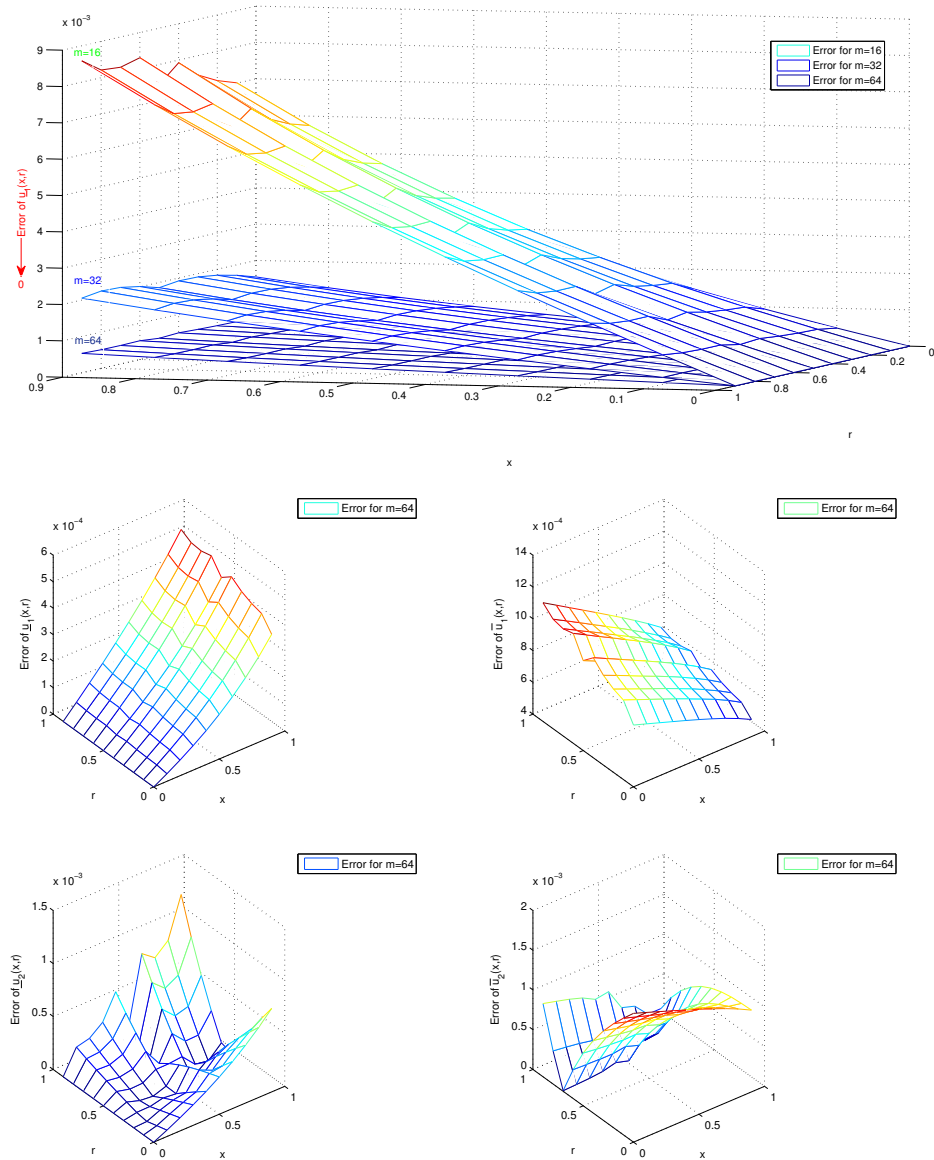 x 10⁻³
9
8
7
6
5
4
3
2
1
0
m=16
m=32
m=64
Error of u̲₁(x,r)
0
Error for m=16
Error for m=32
Error for m=64
0.9
0.8
0.7
0.6
0.5
0.4
0.3
0.2
0.1
0
1
0.8
0.6
0.4
0.2
0
r
x
Error for m=64
x 10⁻⁴
6
5
4
3
2
1
0
Error of u̲₁(x,r)
1
0.5
0
r
0
0.5
1
x
Error for m=64
x 10⁻⁴
14
12
10
8
6
4
Error of u̅₁(x,r)
1
0.5
0
r
0
0.5
1
x
Error for m=64
x 10⁻³
1.5
1
0.5
0
Error of u̲₂(x,r)
1
0.5
0
r
0
0.5
1
x
Error for m=64
x 10⁻³
2
1.5
1
0.5
0
Error of u̅₂(x,r)
1
0.5
0
r
0
0.5
1
x